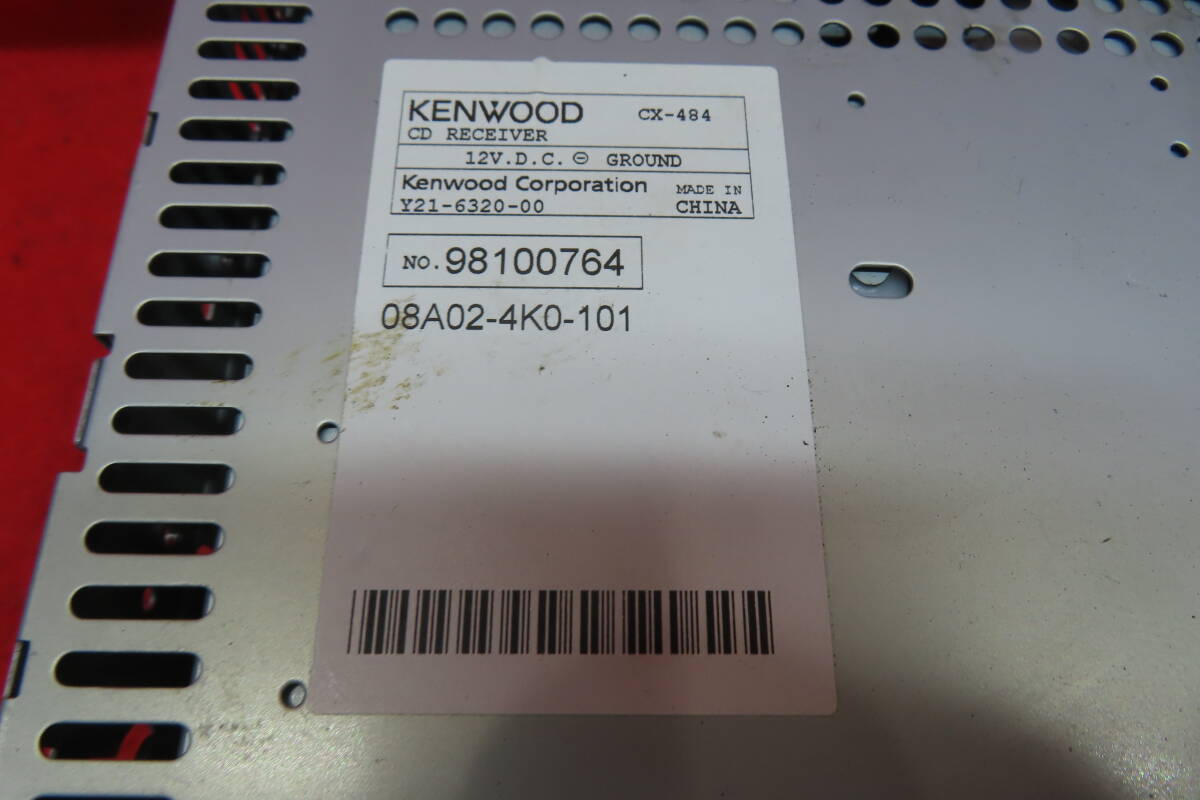 KENWOOD CX-484
CD RECEIVER
12V.D.C. ⊖ GROUND
Kenwood Corporation MADE IN
Y21-6320-00 CHINA
NO. 98100764
08A02-4K0-101